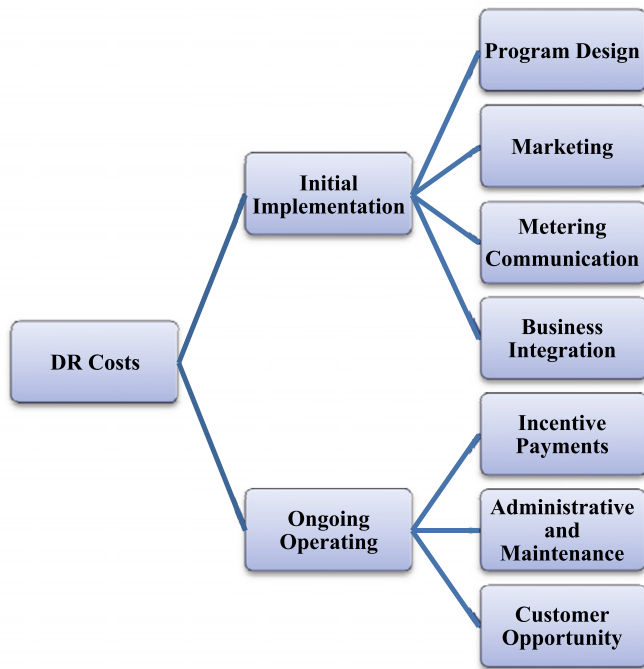 Program Design
Marketing
Initial
Implementation
Metering
Communication
Business
Integration
DR Costs
Incentive
Payments
Ongoing
Operating
Administrative
and
Maintenance
Customer
Opportunity